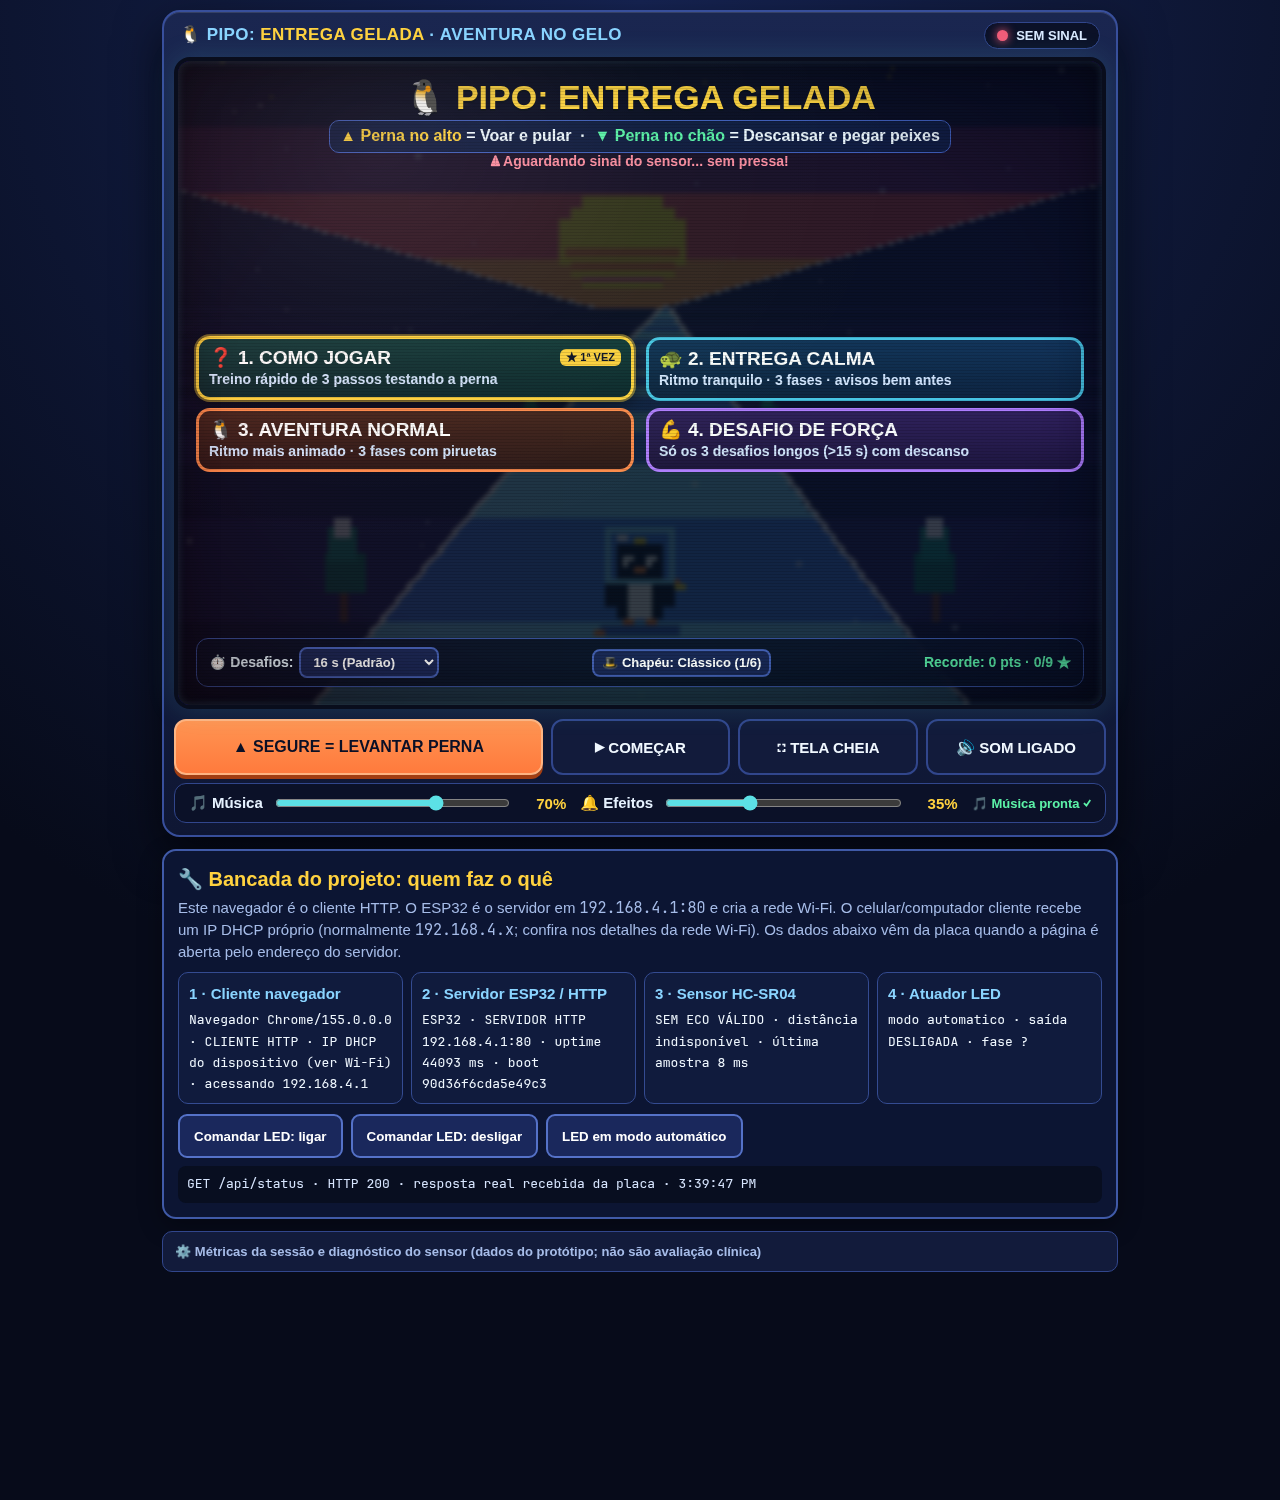 PIPO: ENTREGA GELADA · AVENTURA NO GELO
SEM SINAL
PIPO: ENTREGA GELADA
▲ Perna no alto = Voar e pular · ▼ Perna no chão = Descansar e pegar peixes
Aguardando sinal do sensor... sem pressa!
❓ 1. COMO JOGAR
★ 1ª VEZ
Treino rápido de 3 passos testando a perna
2. ENTREGA CALMA
Ritmo tranquilo · 3 fases · avisos bem antes
3. AVENTURA NORMAL
Ritmo mais animado · 3 fases com piruetas
4. DESAFIO DE FORÇA
Só os 3 desafios longos (>15 s) com descanso
Desafios: 16 s (Padrão)
Chapéu: Clássico (1/6)
Recorde: 0 pts · 0/9 ★
▲ SEGURE = LEVANTAR PERNA
▶ COMEÇAR
TELA CHEIA
SOM LIGADO
Música 70%
Efeitos 35%
Música pronta ✓
Bancada do projeto: quem faz o quê
Este navegador é o cliente HTTP. O ESP32 é o servidor em 192.168.4.1:80 e cria a rede Wi-Fi. O celular/computador cliente recebe
um IP DHCP próprio (normalmente 192.168.4.x; confira nos detalhes da rede Wi-Fi). Os dados abaixo vêm da placa quando a página é
aberta pelo endereço do servidor.
1 · Cliente navegador
Navegador Chrome/155.0.0.0
· CLIENTE HTTP · IP DHCP
do dispositivo (ver Wi-Fi)
· acessando 192.168.4.1
2 · Servidor ESP32 / HTTP
ESP32 · SERVIDOR HTTP
192.168.4.1:80 · uptime
44093 ms · boot
90d36f6cda5e49c3
3 · Sensor HC-SR04
SEM ECO VÁLIDO · distância
indisponível · última
amostra 8 ms
4 · Atuador LED
modo automatico · saída
DESLIGADA · fase ?
Comandar LED: ligar
Comandar LED: desligar
LED em modo automático
GET /api/status · HTTP 200 · resposta real recebida da placa · 3:39:47 PM
Métricas da sessão e diagnóstico do sensor (dados do protótipo; não são avaliação clínica)